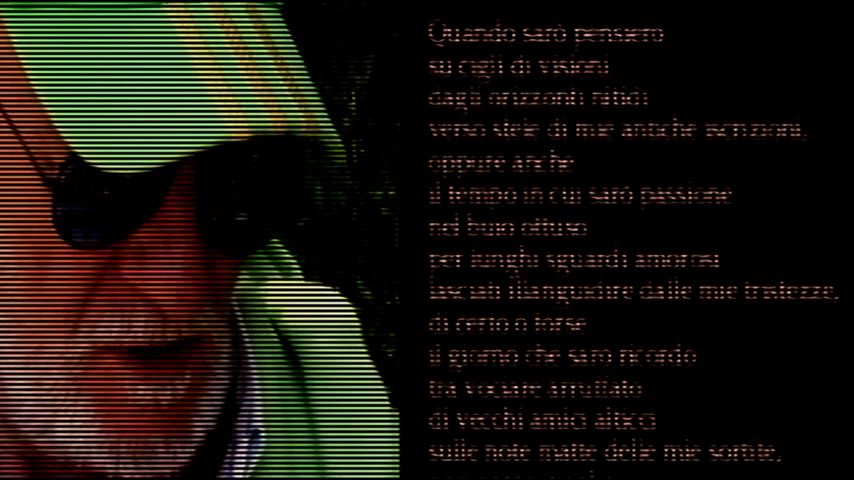 Quando sarò pensiero
su cigli di visioni
dagli orizzonti nitidi
verso stele di mie antiche iscrizioni,
oppure anche
il tempo in cui sarò passione
nel buio ottuso
per lunghi sguardi amorosi
lasciati illanguidire dalle mie tristezze,
di certo o forse
il giorno che sarò ricordo
tra vociare arruffato
di vecchi amici alticci
sulle note matte delle mie sortite,